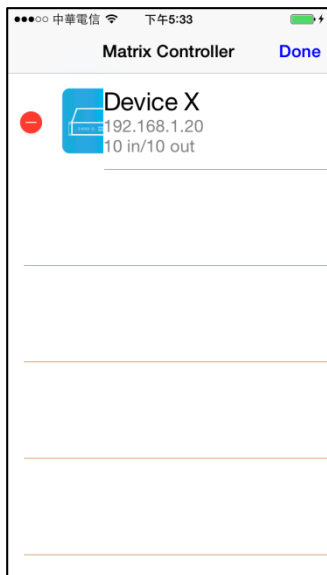 中華電信 下午5:33
Matrix Controller Done
Device X
192.168.1.20
10 in/10 out